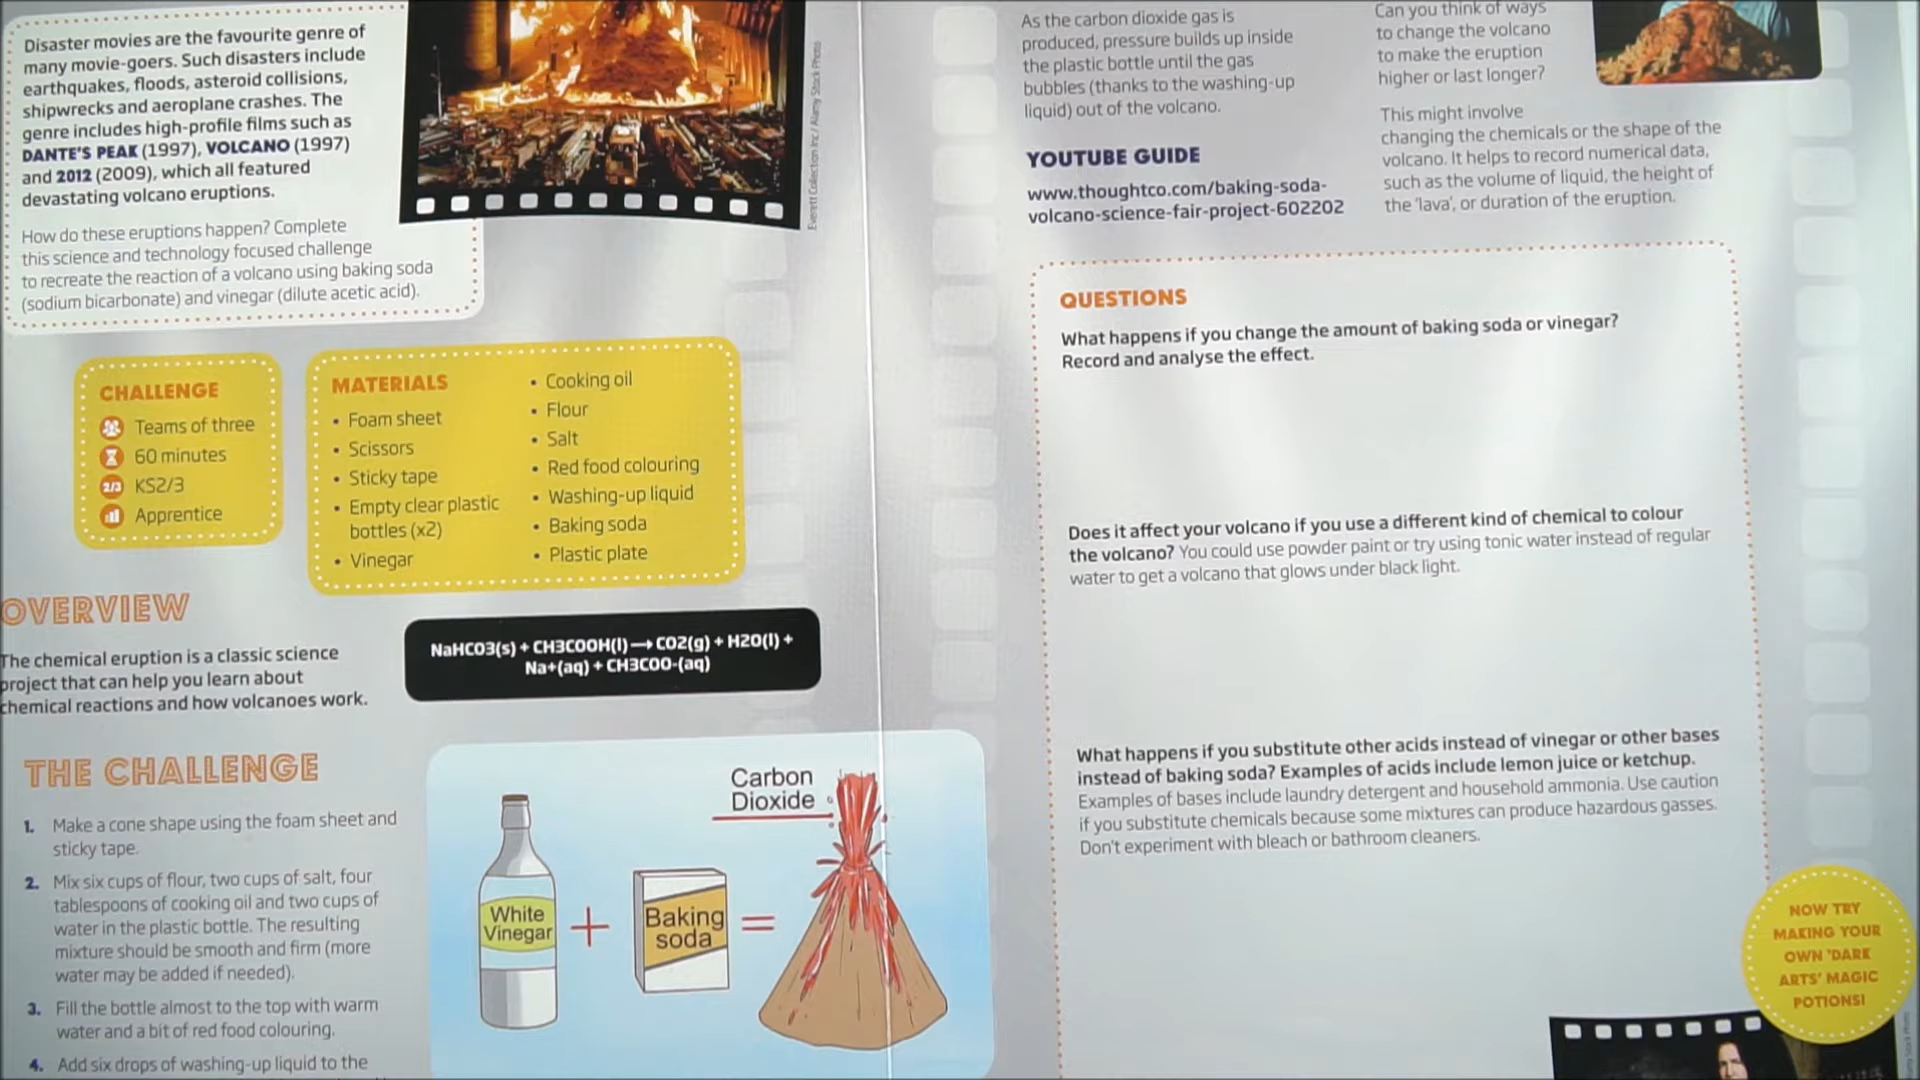 Disaster movies are the favourite genre of
many movie-goers. Such disasters include
earthquakes, floods, asteroid collisions,
shipwrecks and aeroplane crashes. The
genre includes high-profile films such as
DANTE'S PEAK (1997), VOLCANO (1997)
and 2012 (2009), which all featured
devastating volcano eruptions.
How do these eruptions happen? Complete
this science and technology focused challenge
to recreate the reaction of a volcano using baking soda
(sodium bicarbonate) and vinegar (dilute acetic acid).
Everett Collection Inc / Alamy Stock Photo
CHALLENGE
Teams of three
60 minutes
2/3 KS2/3
Apprentice
MATERIALS
• Foam sheet
• Scissors
• Sticky tape
• Empty clear plastic
bottles (x2)
• Vinegar
• Cooking oil
• Flour
• Salt
• Red food colouring
• Washing-up liquid
• Baking soda
• Plastic plate
OVERVIEW
The chemical eruption is a classic science
project that can help you learn about
chemical reactions and how volcanoes work.
NaHCO3(s) + CH3COOH(l) → CO2(g) + H2O(l) +
Na+(aq) + CH3COO-(aq)
THE CHALLENGE
1. Make a cone shape using the foam sheet and
sticky tape.
2. Mix six cups of flour, two cups of salt, four
tablespoons of cooking oil and two cups of
water in the plastic bottle. The resulting
mixture should be smooth and firm (more
water may be added if needed).
3. Fill the bottle almost to the top with warm
water and a bit of red food colouring.
4. Add six drops of washing-up liquid to the
White
Vinegar
+
Baking
soda
=
Carbon
Dioxide
As the carbon dioxide gas is
produced, pressure builds up inside
the plastic bottle until the gas
bubbles (thanks to the washing-up
liquid) out of the volcano.
YOUTUBE GUIDE
www.thoughtco.com/baking-soda-
volcano-science-fair-project-602202
Can you think of ways
to change the volcano
to make the eruption
higher or last longer?
This might involve
changing the chemicals or the shape of the
volcano. It helps to record numerical data,
such as the volume of liquid, the height of
the 'lava', or duration of the eruption.
QUESTIONS
What happens if you change the amount of baking soda or vinegar?
Record and analyse the effect.
Does it affect your volcano if you use a different kind of chemical to colour
the volcano? You could use powder paint or try using tonic water instead of regular
water to get a volcano that glows under black light.
What happens if you substitute other acids instead of vinegar or other bases
instead of baking soda? Examples of acids include lemon juice or ketchup.
Examples of bases include laundry detergent and household ammonia. Use caution
if you substitute chemicals because some mixtures can produce hazardous gasses.
Don't experiment with bleach or bathroom cleaners.
NOW TRY
MAKING YOUR
OWN 'DARK
ARTS' MAGIC
POTIONS!